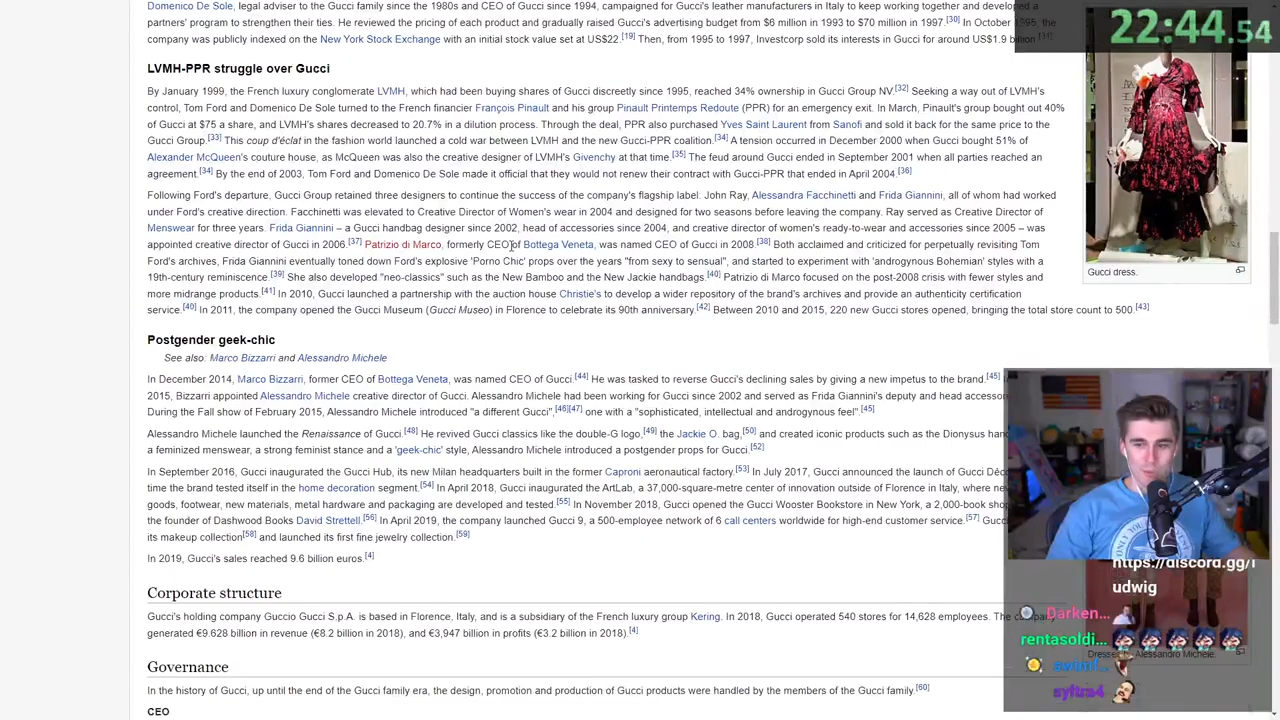 Domenico De Sole, legal adviser to the Gucci family since the 1980s and CEO of Gucci since 1994, campaigned for Gucci's leather manufacturers in Italy to keep working together and developed a
partners' program to strengthen their ties. He reviewed the pricing of each product and gradually raised Gucci's advertising budget from $6 million in 1993 to $70 million in 1997.[30] In October 1995, the
company was publicly indexed on the New York Stock Exchange with an initial stock value set at US$22.[19] Then, from 1995 to 1997, Investcorp sold its interests in Gucci for around US$1.9 billion.[31]
22:44.54
LVMH-PPR struggle over Gucci
By January 1999, the French luxury conglomerate LVMH, which had been buying shares of Gucci discreetly since 1995, reached 34% ownership in Gucci Group NV.[32] Seeking a way out of LVMH's
control, Tom Ford and Domenico De Sole turned to the French financier François Pinault and his group Pinault Printemps Redoute (PPR) for an emergency exit. In March, Pinault's group bought out 40%
of Gucci at $75 a share, and LVMH's shares decreased to 20.7% in a dilution process. Through the deal, PPR also purchased Yves Saint Laurent from Sanofi and sold it back for the same price to the
Gucci Group.[33] This coup d'éclat in the fashion world launched a cold war between LVMH and the new Gucci-PPR coalition.[34] A tension occurred in December 2000 when Gucci bought 51% of
Alexander McQueen's couture house, as McQueen was also the creative designer of LVMH's Givenchy at that time.[35] The feud around Gucci ended in September 2001 when all parties reached an
agreement.[34] By the end of 2003, Tom Ford and Domenico De Sole made it official that they would not renew their contract with Gucci-PPR that ended in April 2004.[36]
Following Ford's departure, Gucci Group retained three designers to continue the success of the company's flagship label: John Ray, Alessandra Facchinetti and Frida Giannini, all of whom had worked
under Ford's creative direction. Facchinetti was elevated to Creative Director of Women's wear in 2004 and designed for two seasons before leaving the company. Ray served as Creative Director of
Menswear for three years. Frida Giannini – a Gucci handbag designer since 2002, head of accessories since 2004, and creative director of women's ready-to-wear and accessories since 2005 – was
appointed creative director of Gucci in 2006.[37] Patrizio di Marco, formerly CEO of Bottega Veneta, was named CEO of Gucci in 2008.[38] Both acclaimed and criticized for perpetually revisiting Tom
Ford's archives, Frida Giannini eventually toned down Ford's explosive 'Porno Chic' props over the years "from sexy to sensual", and started to experiment with 'androgynous Bohemian' styles with a
19th-century reminiscence.[39] She also developed "neo-classics" such as the New Bamboo and the New Jackie handbags.[40] Patrizio di Marco focused on the post-2008 crisis with fewer styles and
more midrange products.[41] In 2010, Gucci launched a partnership with the auction house Christie's to develop a wider repository of the brand's archives and provide an authenticity certification
service.[40] In 2011, the company opened the Gucci Museum (Gucci Museo) in Florence to celebrate its 90th anniversary.[42] Between 2010 and 2015, 220 new Gucci stores opened, bringing the total store count to 500.[43]
Gucci dress.
Postgender geek-chic
See also: Marco Bizzarri and Alessandro Michele
In December 2014, Marco Bizzarri, former CEO of Bottega Veneta, was named CEO of Gucci.[44] He was tasked to reverse Gucci's declining sales by giving a new impetus to the brand.[45]
2015, Bizzarri appointed Alessandro Michele creative director of Gucci. Alessandro Michele had been working for Gucci since 2002 and served as Frida Giannini's deputy and head accessor
During the Fall show of February 2015, Alessandro Michele introduced "a different Gucci",[46][47] one with a "sophisticated, intellectual and androgynous feel".[45]
Alessandro Michele launched the Renaissance of Gucci.[48] He revived Gucci classics like the double-G logo,[49] the Jackie O. bag,[50] and created iconic products such as the Dionysus han
a feminized menswear, a strong feminist stance and a 'geek-chic' style, Alessandro Michele introduced a postgender props for Gucci.[52]
In September 2016, Gucci inaugurated the Gucci Hub, its new Milan headquarters built in the former Caproni aeronautical factory.[53] In July 2017, Gucci announced the launch of Gucci Déco
time the brand tested itself in the home decoration segment.[54] In April 2018, Gucci inaugurated the ArtLab, a 37,000-square-metre center of innovation outside of Florence in Italy, where new
goods, footwear, new materials, metal hardware and packaging are developed and tested.[55] In November 2018, Gucci opened the Gucci Wooster Bookstore in New York, a 2,000-book shop
the founder of Dashwood Books David Strettell.[56] In April 2019, the company launched Gucci 9, a 500-employee network of 6 call centers worldwide for high-end customer service.[57] Gucc
its makeup collection[58] and launched its first fine jewelry collection.[59]
In 2019, Gucci's sales reached 9.6 billion euros.[4]
Corporate structure
Gucci's holding company Guccio Gucci S.p.A. is based in Florence, Italy, and is a subsidiary of the French luxury group Kering. In 2018, Gucci operated 540 stores for 14,628 employees. The company
generated €9.628 billion in revenue (€8.2 billion in 2018), and €3,947 billion in profits (€3.2 billion in 2018).[4]
Governance
In the history of Gucci, up until the end of the Gucci family era, the design, promotion and production of Gucci products were handled by the members of the Gucci family.[60]
CEO
https://discord.gg/l
udwig
Darken...
rentasoldi...
Dresses Alessandro Michele.
syftra4